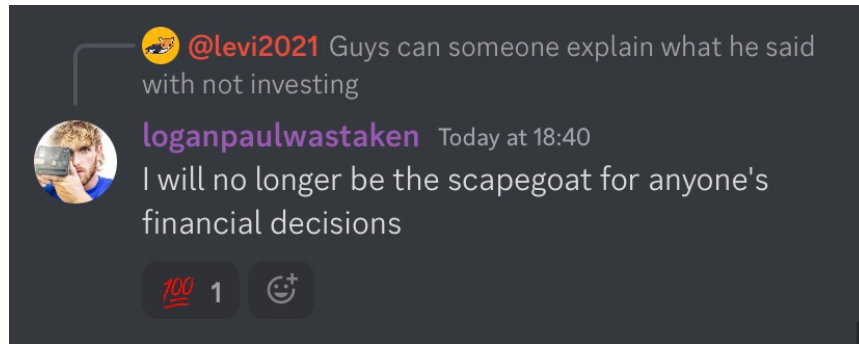 @levi2021 Guys can someone explain what he said
with not investing
loganpaulwastaken Today at 18:40
I will no longer be the scapegoat for anyone's
financial decisions
💯 1